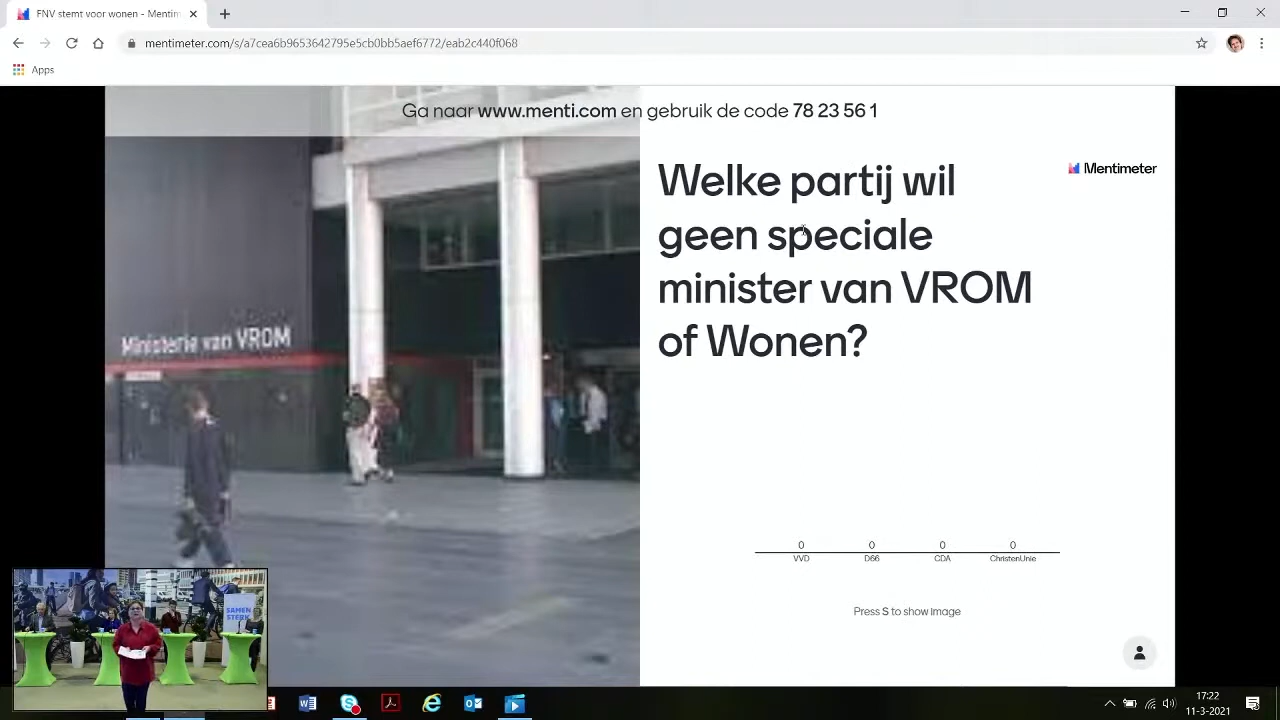 FNV stemt voor wonen - Mentim
mentimeter.com/s/a7cea6b9653642795e5cb0bb5aef6772/eab2c440f068
Apps
Ga naar www.menti.com en gebruik de code 78 23 56 1
Mentimeter
Welke partij wil
geen speciale
minister van VROM
of Wonen?
Ministerie van VROM
0 0 0 0
VVD D66 CDA ChristenUnie
Press S to show image
SAMEN
STERK
17:22
11-3-2021